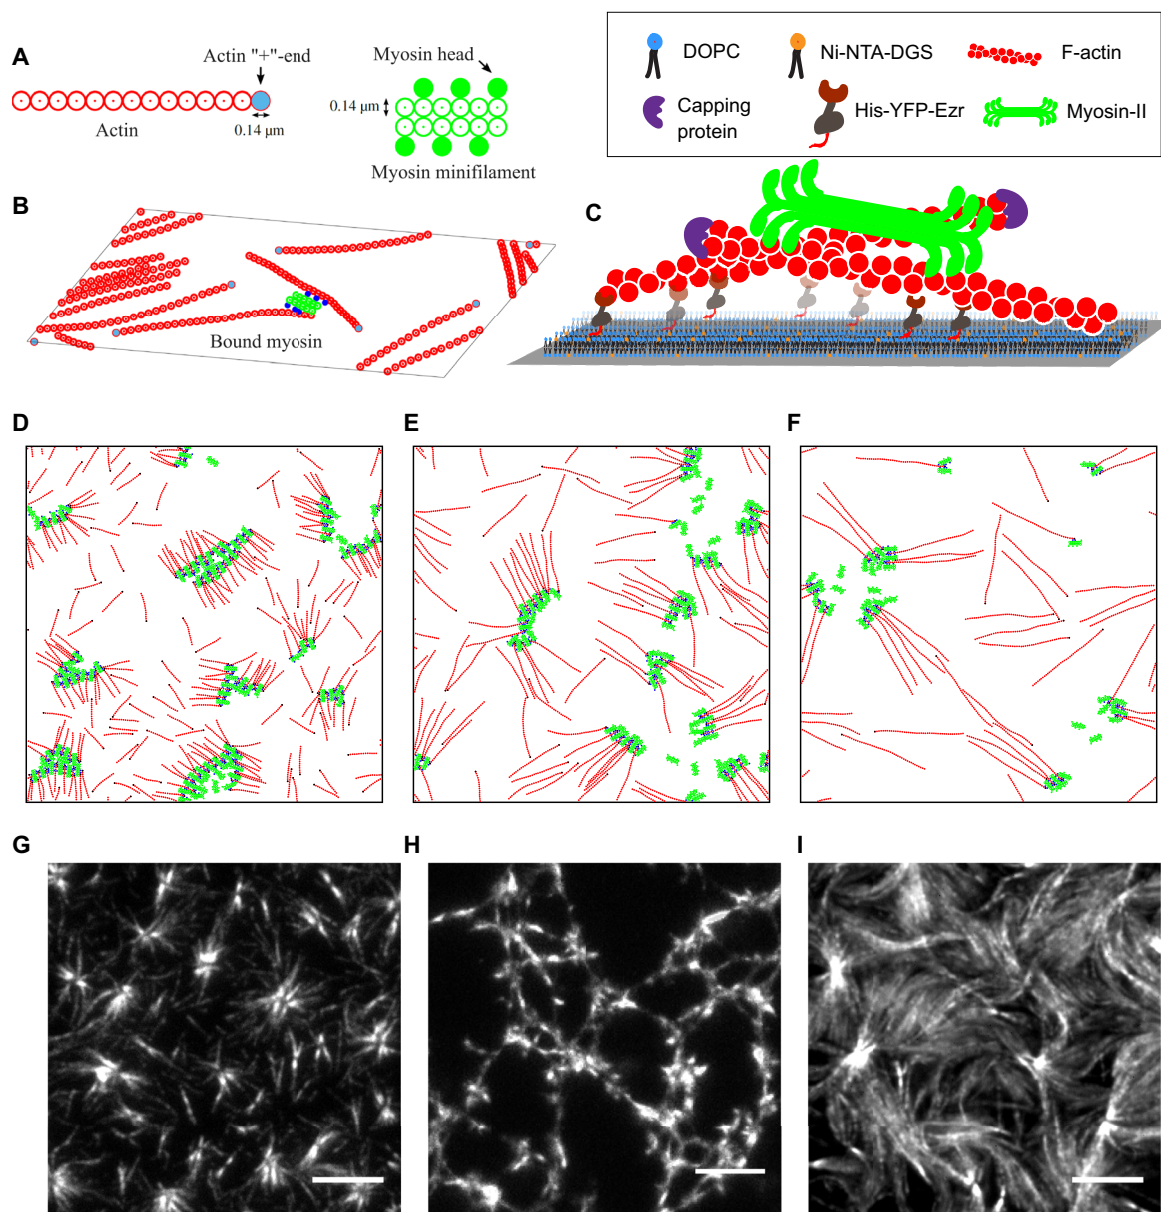 A
Actin "+"-end
0.14 μm
Actin
Myosin head
0.14 μm
Myosin minifilament
DOPC
Ni-NTA-DGS
F-actin
Capping
protein
His-YFP-Ezr
Myosin-II
B
Bound myosin
C
D
E
F
G
H
I